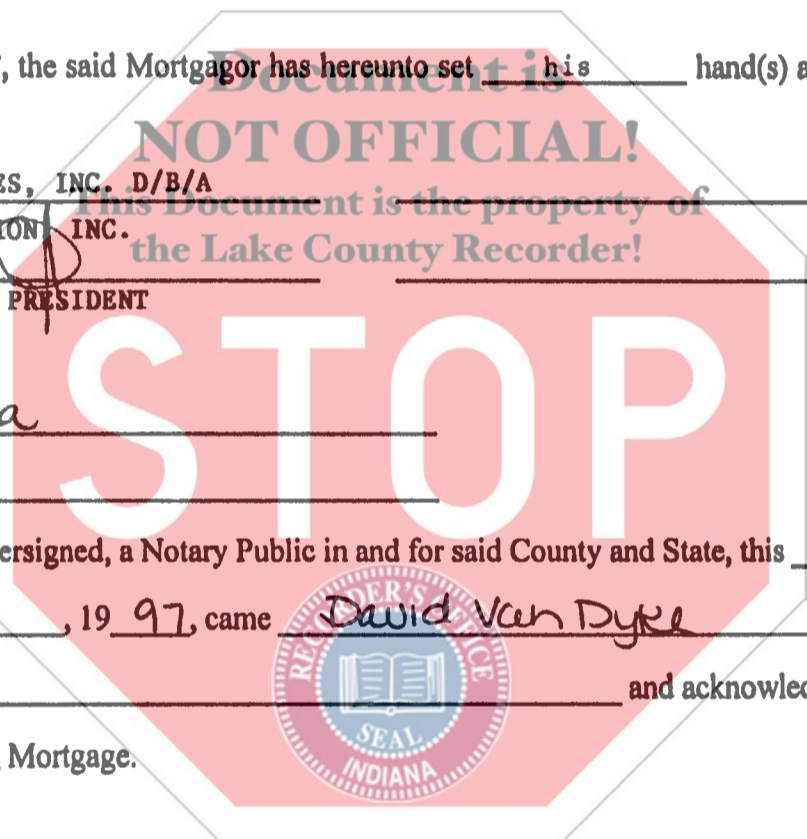 , the said Mortgagor has hereunto set his hand(s) a
Document is
NOT OFFICIAL!
ES, INC. D/B/A
This Document is the property of
ION INC.
the Lake County Recorder!
PRESIDENT
STOP
a
ersigned, a Notary Public in and for said County and State, this
, 19 97, came David Van Dyke
RECORDER'S OFFICE
and acknowled
SEAL
Mortgage.
INDIANA